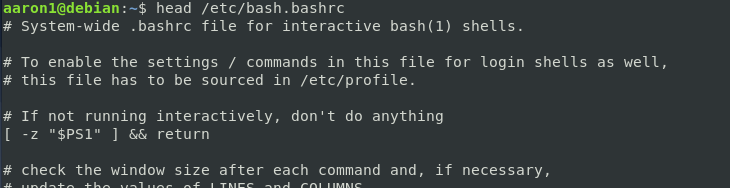 aaron1@debian:~$ head /etc/bash.bashrc
# System-wide .bashrc file for interactive bash(1) shells.
# To enable the settings / commands in this file for login shells as well,
# this file has to be sourced in /etc/profile.
# If not running interactively, don't do anything
[ -z "$PS1" ] && return
# check the window size after each command and, if necessary,
# update the values of LINES and COLUMNS